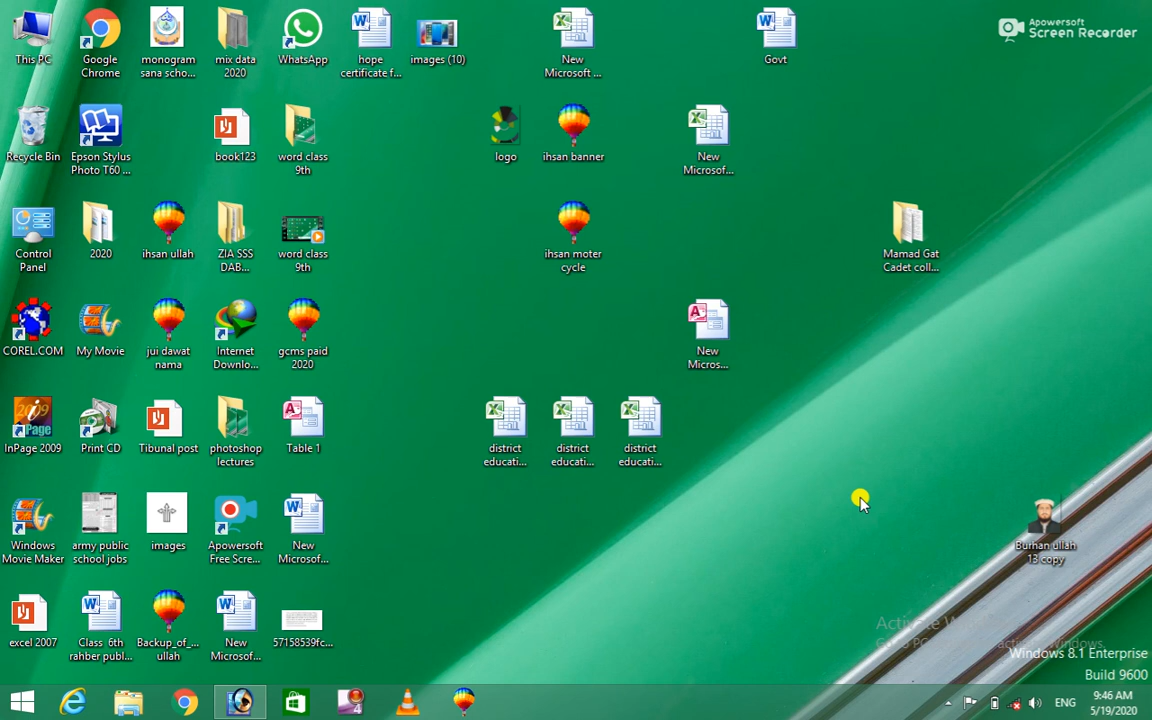 This PC
Google
Chrome
monogram
sana scho...
mix data
2020
WhatsApp
hope
certificate f...
images (10)
New
Microsoft ...
Govt
Apowersoft
Screen Recorder
Recycle Bin
Epson Stylus
Photo T60 ...
book123
word class
9th
logo
ihsan banner
New
Microsof...
Control
Panel
2020
ihsan ullah
ZIA SSS
DAB...
word class
9th
ihsan moter
cycle
Mamad Gat
Cadet coll...
COREL.COM
My Movie
jui dawat
nama
Internet
Downlo...
gcms paid
2020
New
Micros...
2009
InPage
InPage 2009
Print CD
Tibunal post
photoshop
lectures
Table 1
district
educati...
district
educati...
district
educati...
Windows
Movie Maker
army public
school jobs
images
Apowersoft
Free Scre...
New
Microsof...
Burhan ullah
13 copy
excel 2007
Class 6th
rahber publ...
Backup_of_...
ullah
New
Microsof...
57158539fc...
Activate
Windows.
Windows 8.1 Enterprise
Build 9600
4
ENG
9:46 AM
5/19/2020